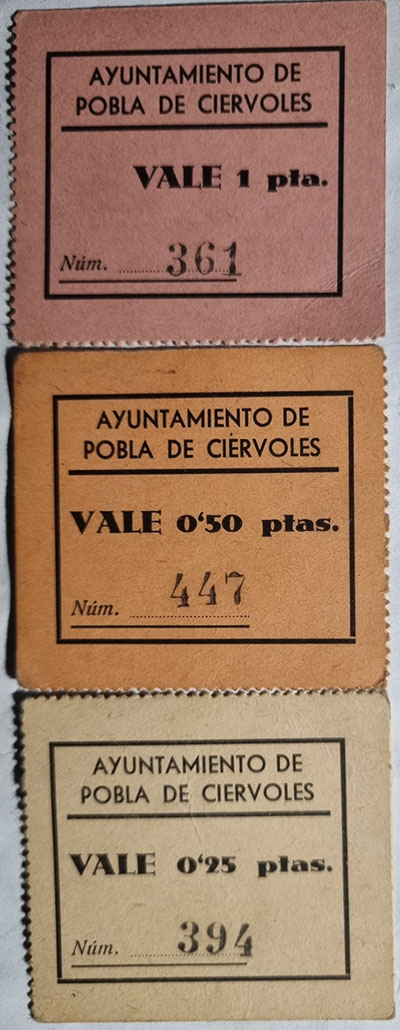 AYUNTAMIENTO DE
POBLA DE CIERVOLES
VALE 1 pta.
Núm. 361
AYUNTAMIENTO DE
POBLA DE CIERVOLES
VALE 0'50 ptas.
Núm. 447
AYUNTAMIENTO DE
POBLA DE CIERVOLES
VALE 0'25 ptas.
Núm. 394